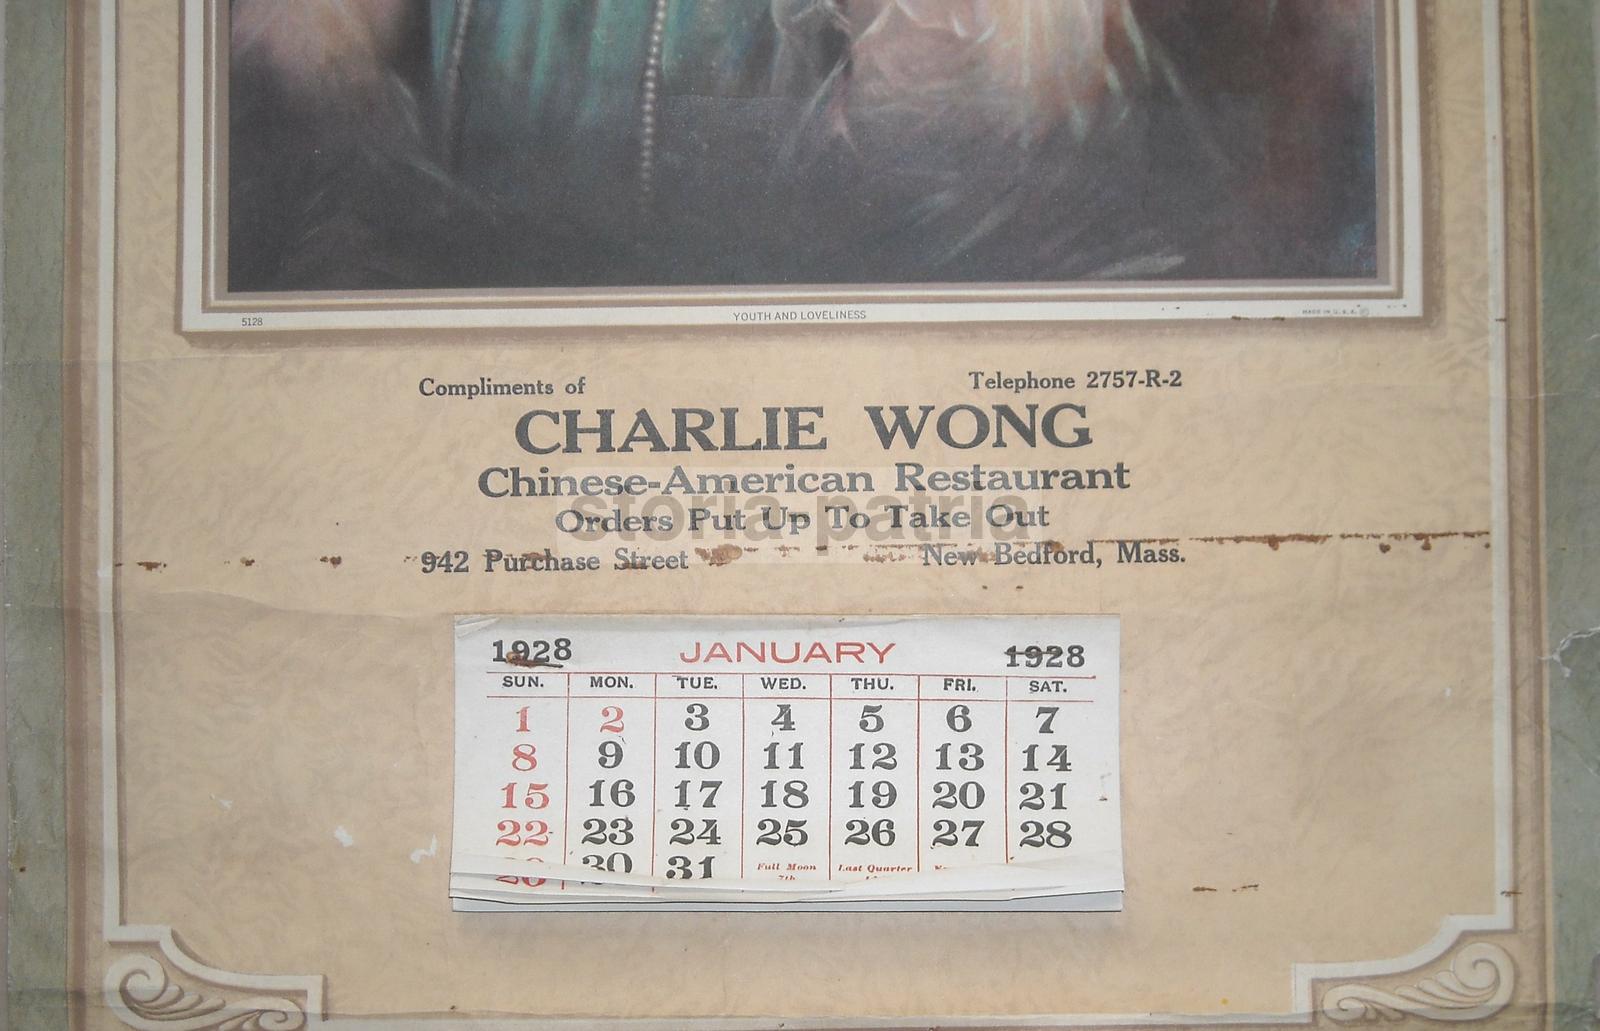 5128
YOUTH AND LOVELINESS
MADE IN U.S.A.
Compliments of Telephone 2757-R-2
CHARLIE WONG
Chinese-American Restaurant
storia-patria
Orders Put Up To Take Out
942 Purchase Street New Bedford, Mass.
1928 JANUARY 1928
SUN. MON. TUE. WED. THU. FRI. SAT.
1 2 3 4 5 6 7
8 9 10 11 12 13 14
15 16 17 18 19 20 21
22 23 24 25 26 27 28
29 30 31 Full Moon Last Quarter
7th